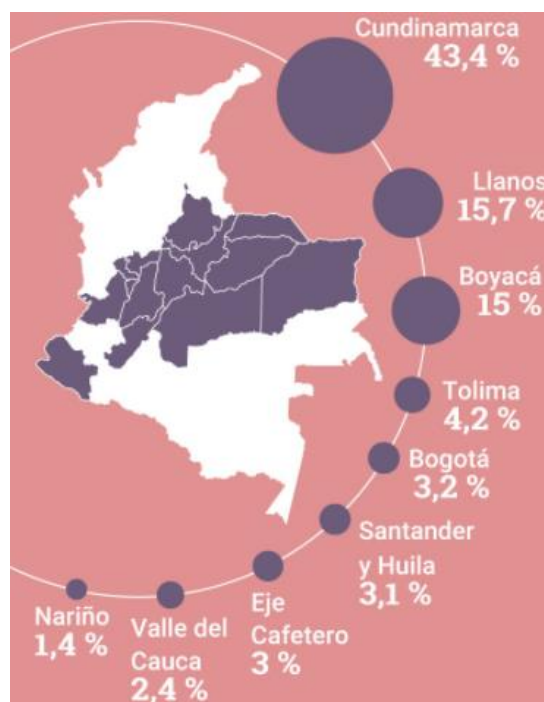 Cundinamarca
43,4 %
Llanos
15,7 %
Boyacá
15 %
Tolima
4,2 %
Bogotá
3,2 %
Santander
y Huila
3,1 %
Eje
Cafetero
3 %
Valle del
Cauca
2,4 %
Nariño
1,4 %